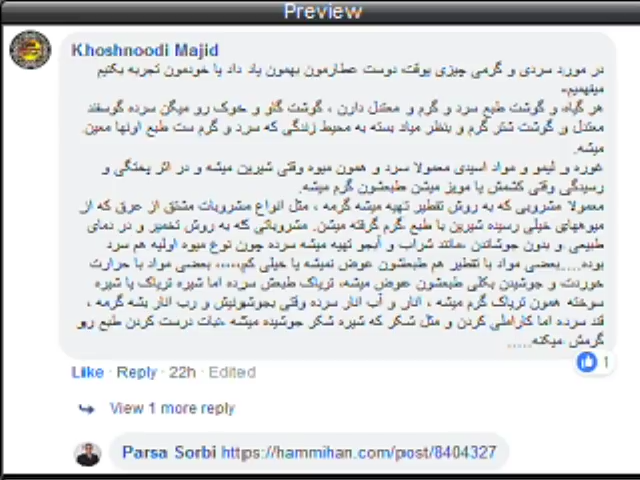 Preview
Khoshnoodi Majid
در مورد سردی و گرمی چیزی یوقت دوست عطارمون بهمون یاد داد یا خودمون تجربه بکنیم
میفهمیم.
هر گیاه و گوشت طبع سرد و گرم و معتدل دارن ، گوشت گاو و خوک رو میگن سرده گوسفند
معتدل و گوشت شتر گرم و بنظر میاد بسته به محیط زندگی که سرد و گرم ست طبع اونها معین
میشه.
غوره و لیمو و مواد اسیدی معمولا سرد و همون میوه وقتی شیرین میشه و در اثر پختگی و
رسیدگی وقتی کشمش یا مویز میشن طبعشون گرم میشه.
معمولا مشروبی که به روش تقطیر تهیه میشه گرمه ، مثل انواع مشروبات مشتق از عرق که از
میوههای خیلی رسیده شیرین با طبع گرم گرفته میشن. مشروباتی که به روش تخمیر و در دمای
طبیعی و بدون جوشاندن ،مانند شراب و آبجو تهیه میشه سرده چون نوع میوه اولیه هم سرد
بوده.....بعضی مواد با تقطیر هم طبعشون عوض نمیشه یا خیلی کم،..... بعضی مواد با حرارت
خوردن و جوشیدن بکلی طبعشون عوض میشه، تریاک طبعش سرده اما شیره تریاک یا شیره
سوخته همون تریاک گرم میشه ، انار و آب انار سرده وقتی بجوشونیش و رب انار بشه گرمه ،
قند سرده اما کاراملی کردن و مثل شکر که شیره شکر جوشیده میشه نبات درست کردن طبع رو
گرمش میکنه.....
1
Like · Reply · 22h · Edited
View 1 more reply
Parsa Sorbi https://hammihan.com/post/8404327